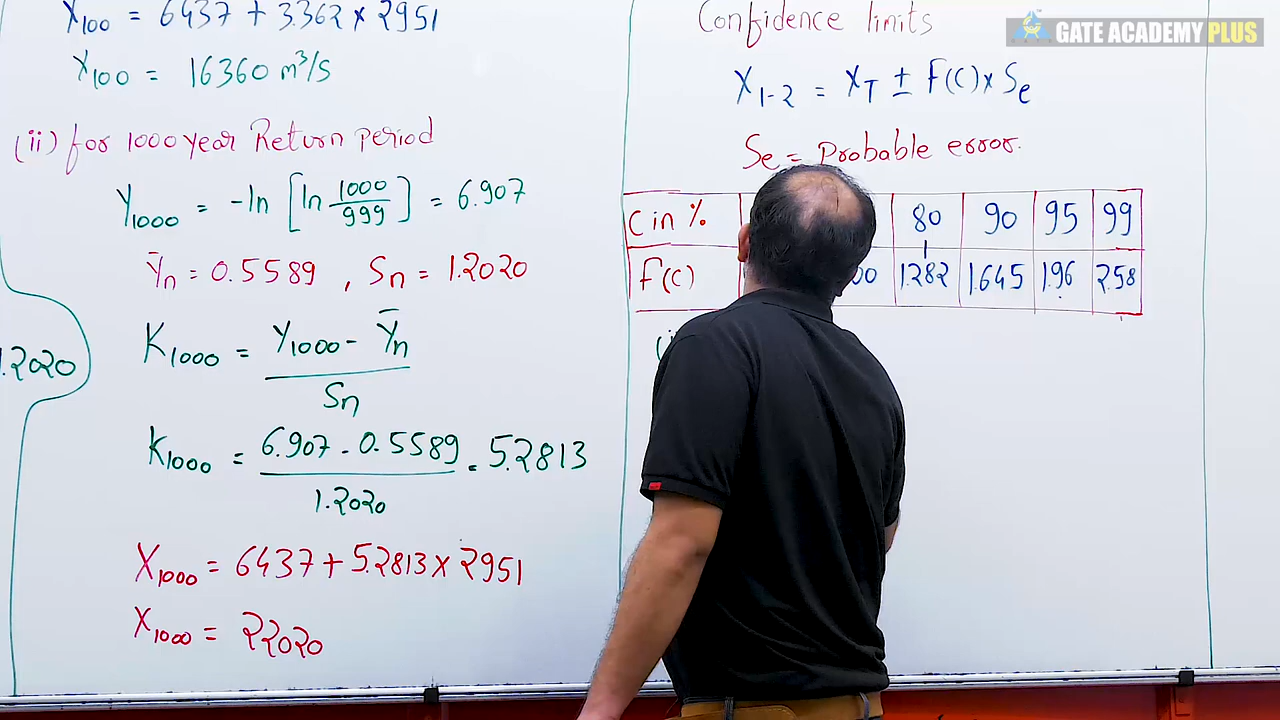 X₁₀₀ = 6437 + 3.362 × 2951
X₁₀₀ = 16360 m³/s
(ii) for 1000 year Return period
Y₁₀₀₀ = -ln [ln 1000/999] = 6.907
Ȳn = 0.5589 , Sn = 1.2020
1.2020
K₁₀₀₀ = Y₁₀₀₀ - Ȳn / Sn
K₁₀₀₀ = 6.907 - 0.5589 / 1.2020 = 5.2813
X₁₀₀₀ = 6437 + 5.2813 × 2951
X₁₀₀₀ = 22020
Confidence limits
X₁₋₂ = X_T ± f(c) × Se
Se = Probable error.
C in % 80 90 95 99
f(c) 00 1.282 1.645 1.96 2.58
GATE ACADEMY PLUS